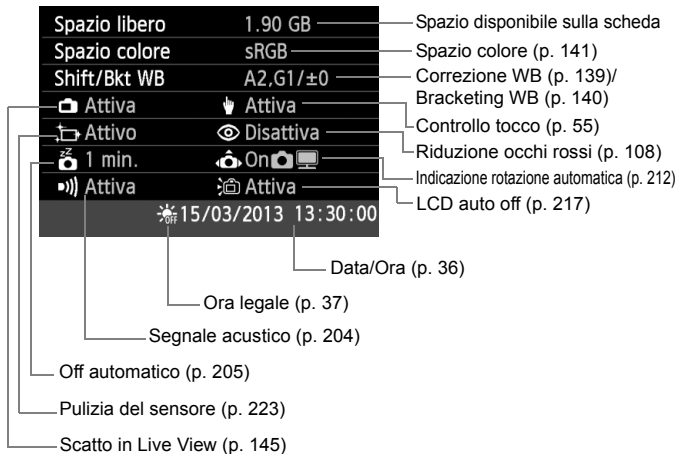 Spazio libero 1.90 GB Spazio disponibile sulla scheda
Spazio colore sRGB Spazio colore (p. 141)
Shift/Bkt WB A2,G1/±0 Correzione WB (p. 139)/
Bracketing WB (p. 140)
Attiva Attiva Controllo tocco (p. 55)
Attivo Disattiva Riduzione occhi rossi (p. 108)
1 min. On Indicazione rotazione automatica (p. 212)
Attiva Attiva LCD auto off (p. 217)
OFF 15/03/2013 13:30:00
Data/Ora (p. 36)
Ora legale (p. 37)
Segnale acustico (p. 204)
Off automatico (p. 205)
Pulizia del sensore (p. 223)
Scatto in Live View (p. 145)